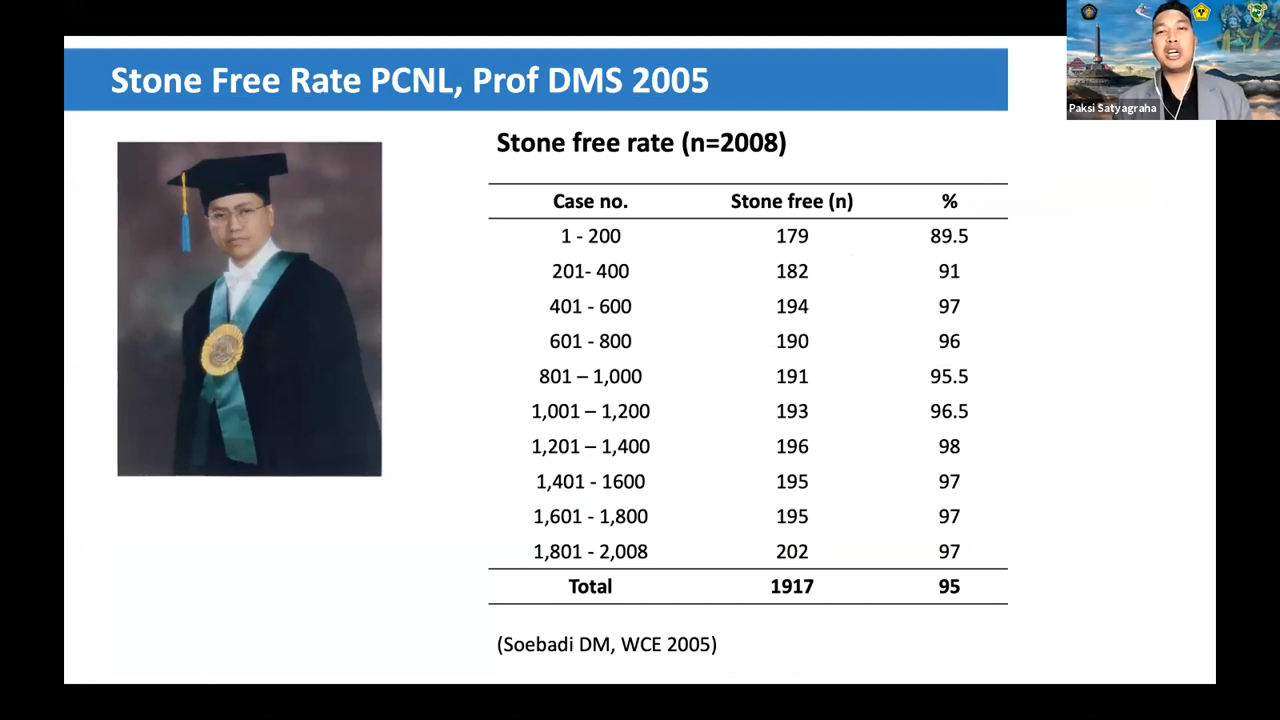 Stone Free Rate PCNL, Prof DMS 2005
Paksi Satyagraha
Stone free rate (n=2008)
Case no. Stone free (n) %
1 - 200 179 89.5
201- 400 182 91
401 - 600 194 97
601 - 800 190 96
801 – 1,000 191 95.5
1,001 – 1,200 193 96.5
1,201 – 1,400 196 98
1,401 - 1600 195 97
1,601 - 1,800 195 97
1,801 - 2,008 202 97
Total 1917 95
(Soebadi DM, WCE 2005)